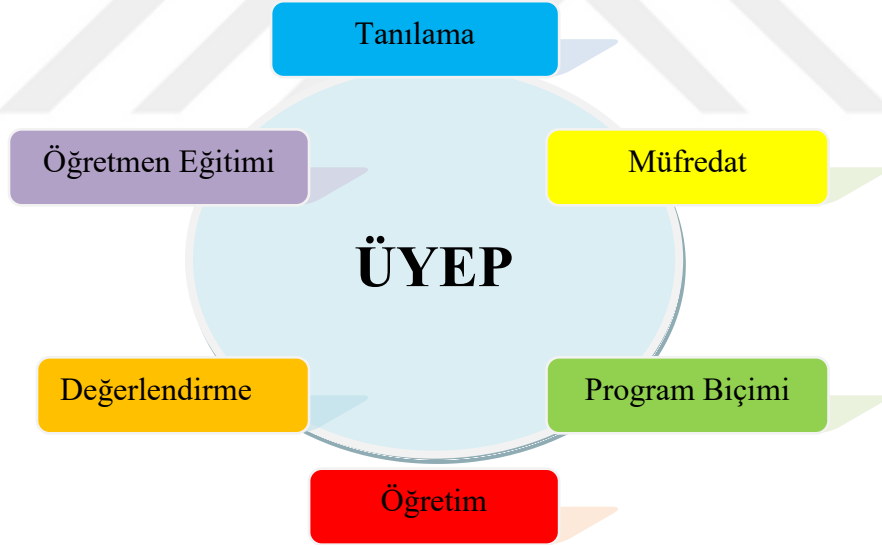 Tanılama
Öğretmen Eğitimi
Müfredat
ÜYEP
Değerlendirme
Program Biçimi
Öğretim